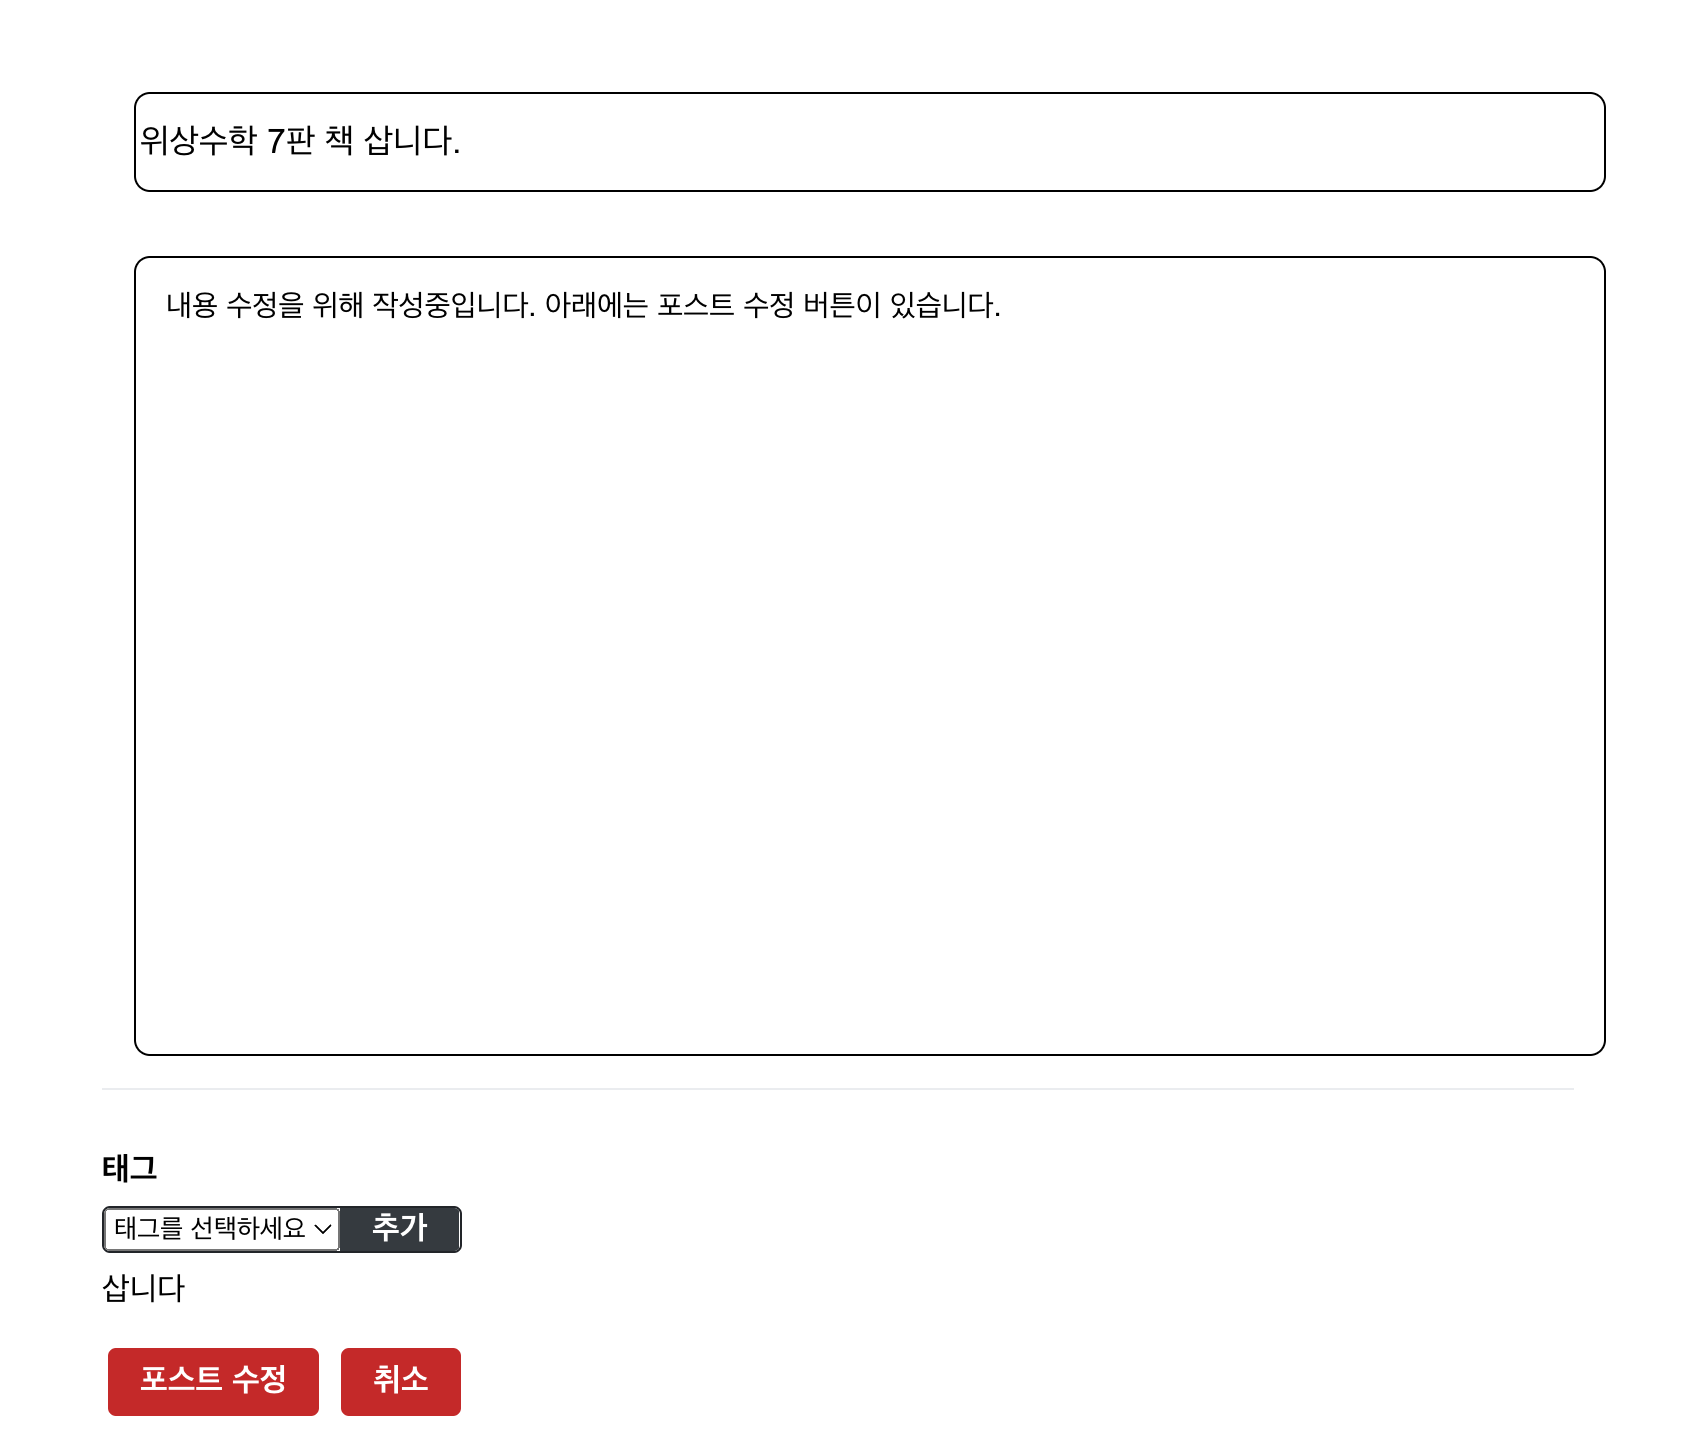 위상수학 7판 책 삽니다.
내용 수정을 위해 작성중입니다. 아래에는 포스트 수정 버튼이 있습니다.
태그
태그를 선택하세요 추가
삽니다
포스트 수정 취소